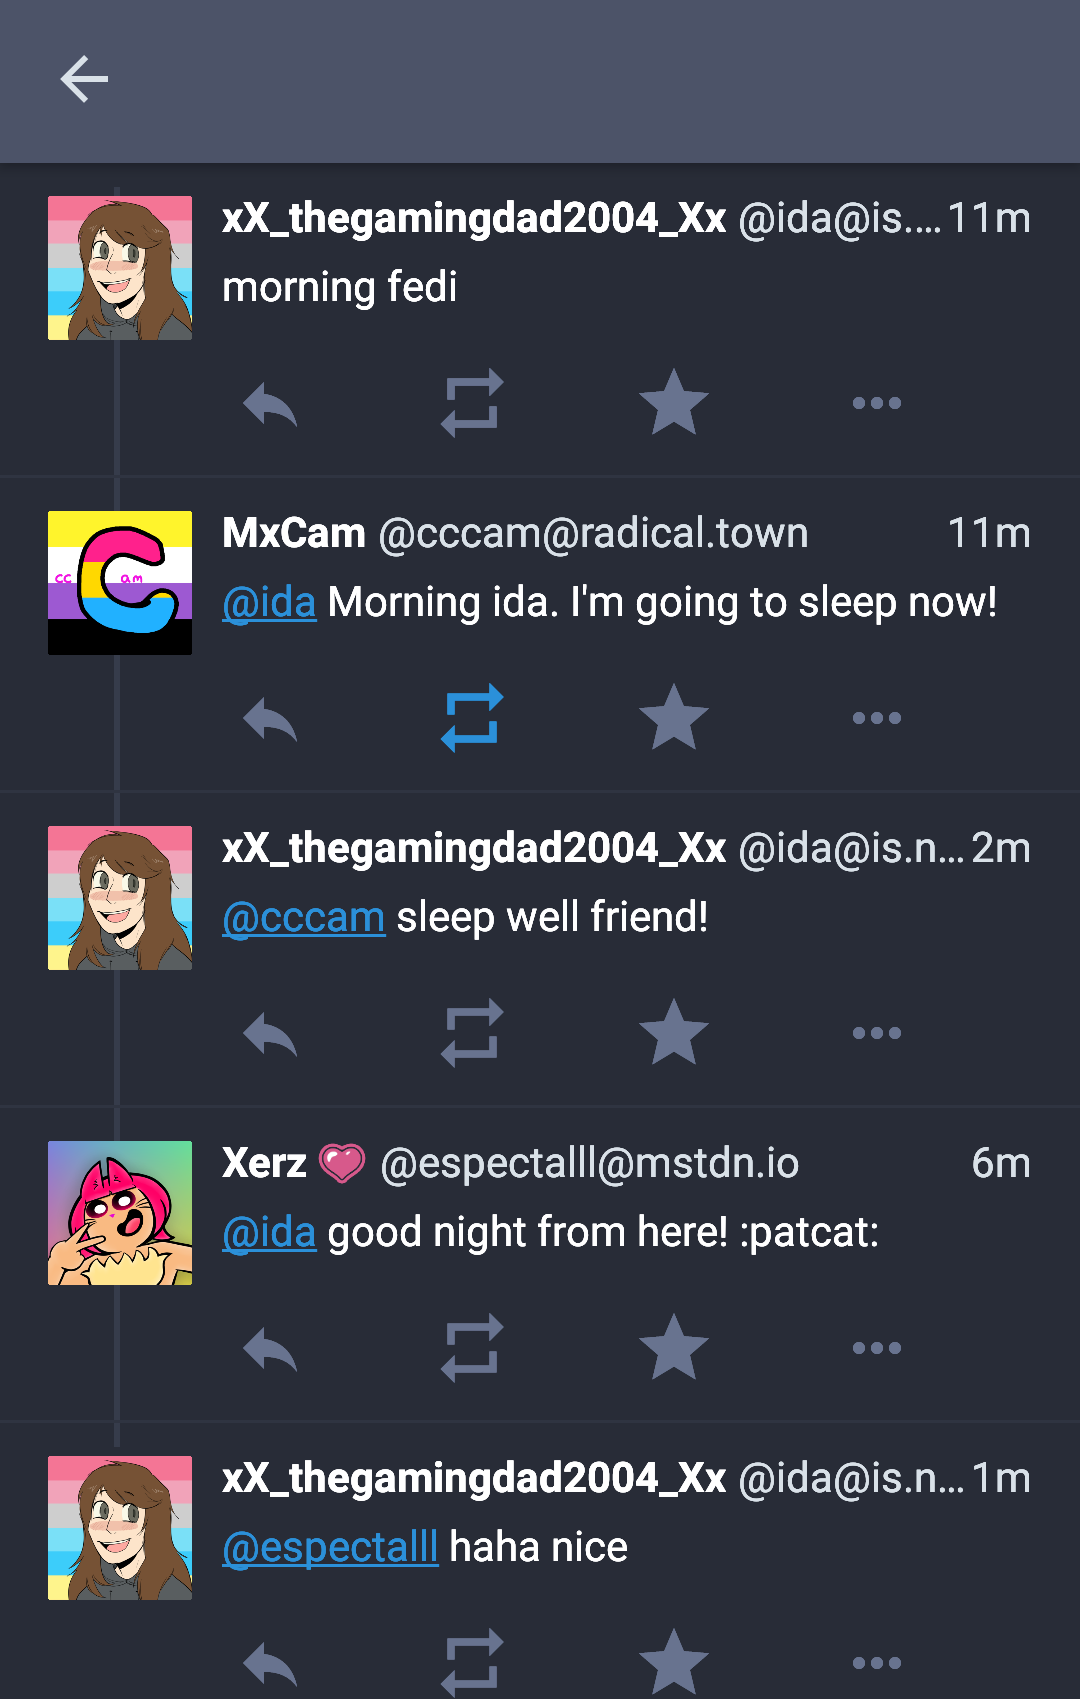 xX_thegamingdad2004_Xx @ida@is.... 11m
morning fedi
MxCam @cccam@radical.town 11m
cc am
@ida Morning ida. I'm going to sleep now!
xX_thegamingdad2004_Xx @ida@is.n... 2m
@cccam sleep well friend!
Xerz 💗 @espectalll@mstdn.io 6m
@ida good night from here! :patcat:
xX_thegamingdad2004_Xx @ida@is.n... 1m
@espectalll haha nice